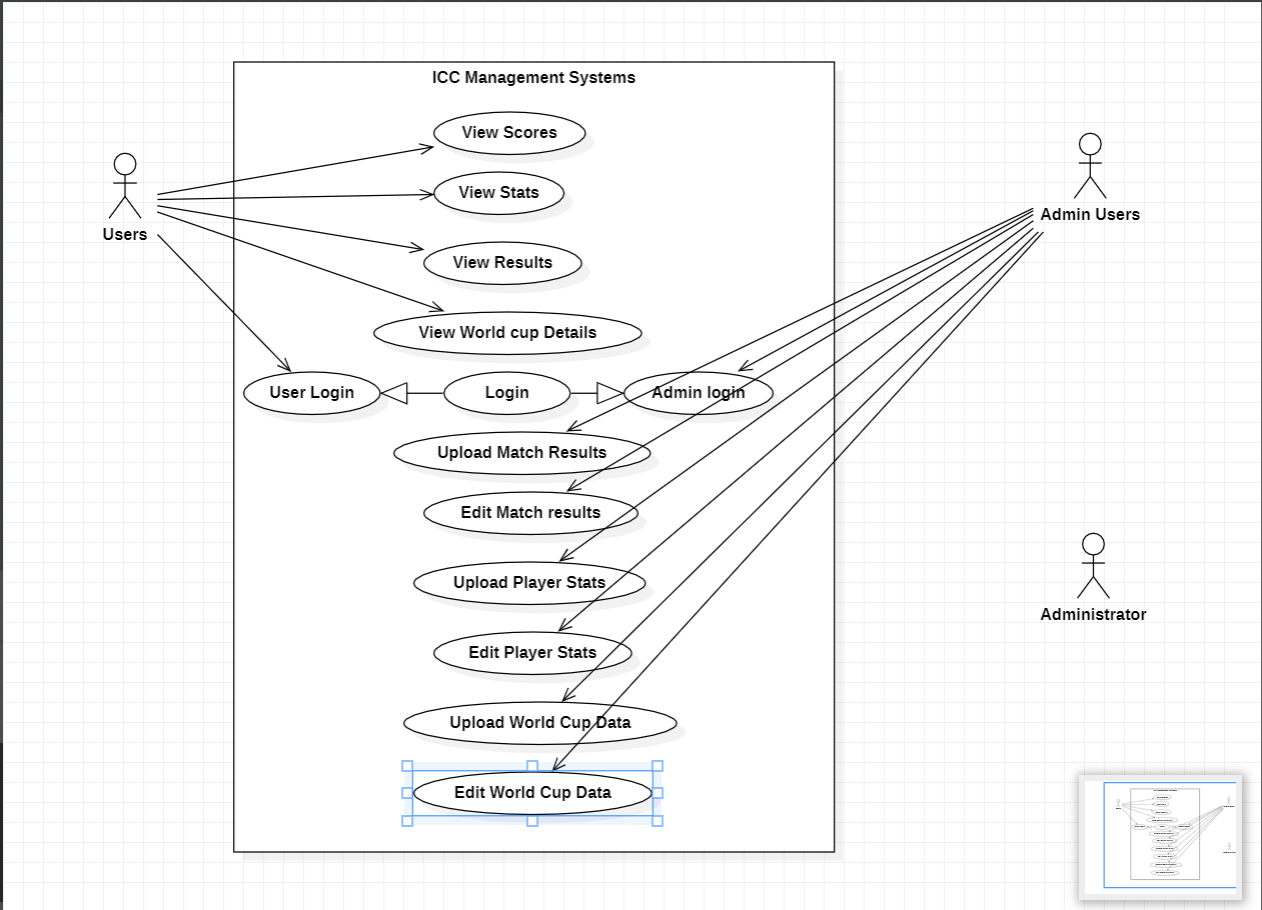 ICC Management Systems
View Scores
View Stats
Users
Admin Users
View Results
View World cup Details
User Login
Login
Admin login
Upload Match Results
Edit Match results
Upload Player Stats
Administrator
Edit Player Stats
Upload World Cup Data
Edit World Cup Data